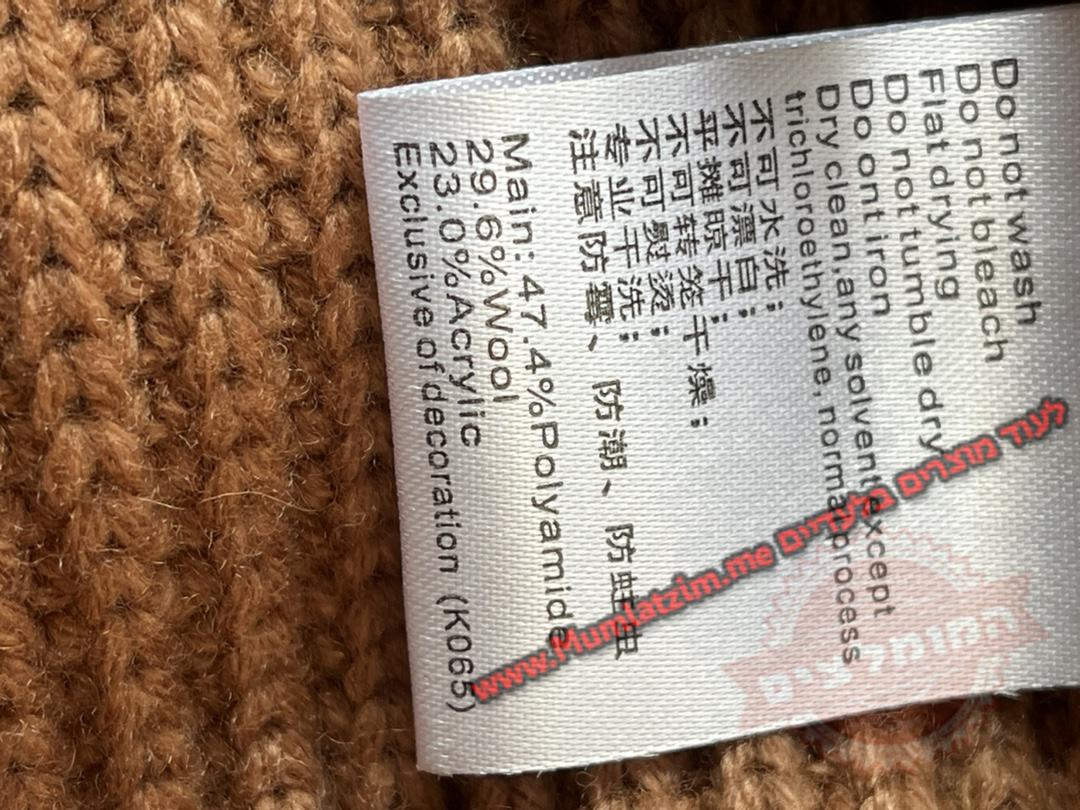 Do not wash
Do not bleach
Flat drying
Do not tumble dry
Do ont iron
Dry clean,any solvent except
trichloroethylene, normal process
不可水洗；
不可漂白；
平摊晾干；
不可转笼干燥；
不可熨烫；
专业干洗；
注意防霉、防潮、防蛀虫
Main: 47.4%Polyamide
29.6%Wool
23.0%Acrylic
Exclusive of decoration (K065)
לעוד מוצרים בלעדיים www.Mumlatzim.me
המומלצים